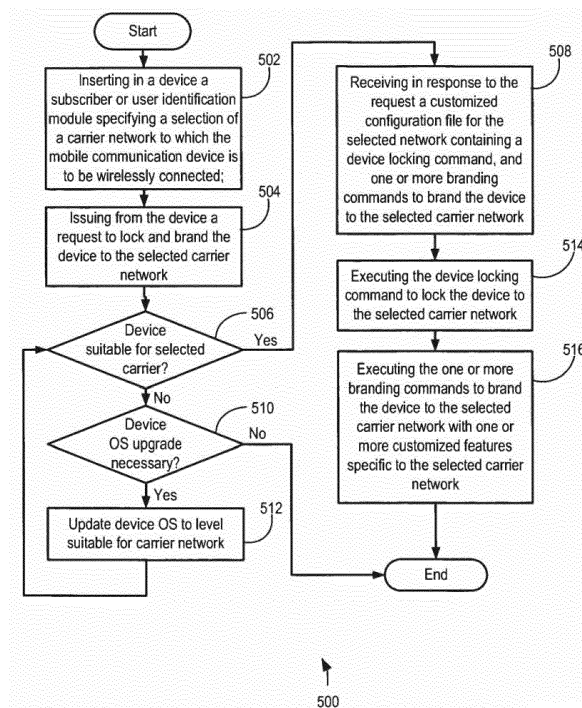 Start
502
Inserting in a device a
subscriber or user identification
module specifying a selection of
a carrier network to which the
mobile communication device is
to be wirelessly connected;
504
Issuing from the device a
request to lock and brand the
device to the selected carrier
network
506
Device
suitable for selected
carrier?
Yes
No
510
Device
OS upgrade
necessary?
No
Yes
512
Update device OS to level
suitable for carrier network
508
Receiving in response to the
request a customized
configuration file for the
selected network containing a
device locking command, and
one or more branding
commands to brand the device
to the selected carrier network
514
Executing the device locking
command to lock the device to
the selected carrier network
516
Executing the one or more
branding commands to brand
the device to the selected
carrier network with one or
more customized features
specific to the selected carrier
network
End
500